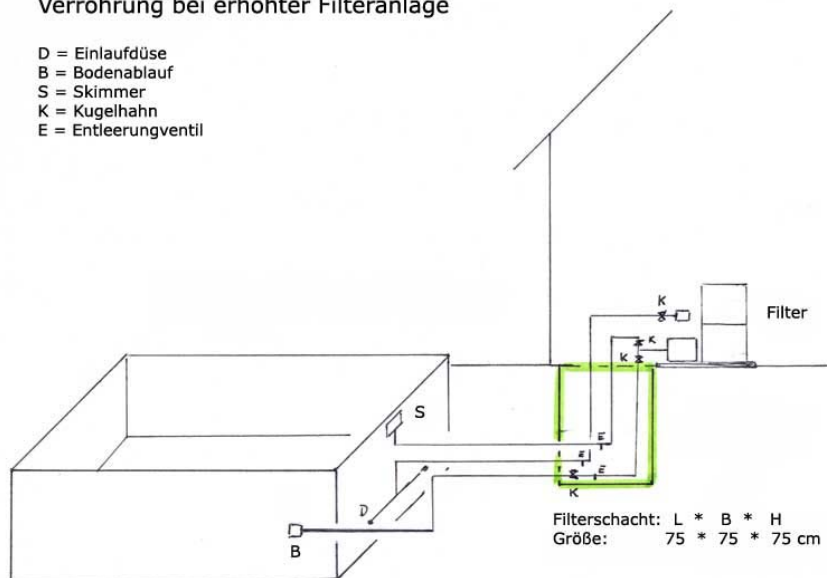 Verrohrung bei erhöhter Filteranlage
D = Einlaufdüse
B = Bodenablauf
S = Skimmer
K = Kugelhahn
E = Entleerungventil
K
Filter
K
K
S
E
E
E
K
D
B
Filterschacht: L * B * H
Größe: 75 * 75 * 75 cm